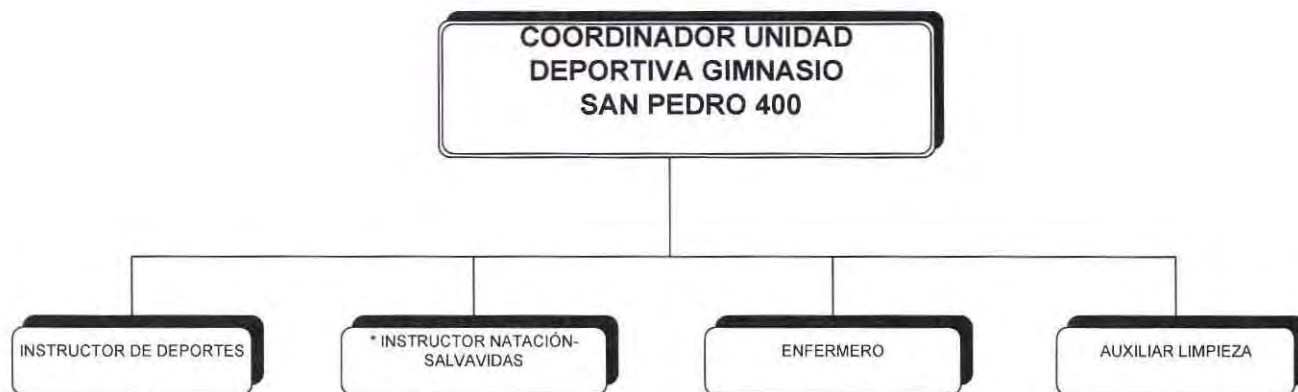 COORDINADOR UNIDAD
DEPORTIVA GIMNASIO
SAN PEDRO 400
INSTRUCTOR DE DEPORTES
* INSTRUCTOR NATACIÓN-
SALVAVIDAS
ENFERMERO
AUXILIAR LIMPIEZA